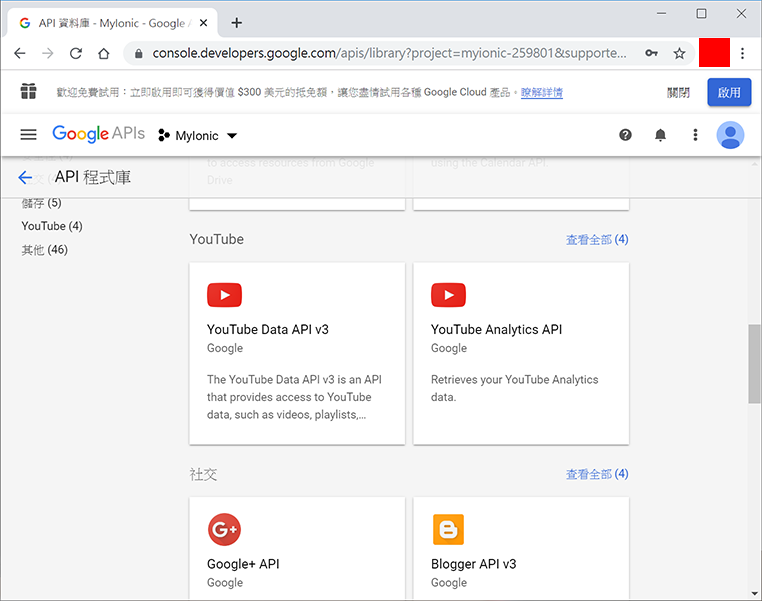 API 資料庫 - MyIonic - Google A
console.developers.google.com/apis/library?project=myionic-259801&supporte...
歡迎免費試用：立即啟用即可獲得價值 $300 美元的抵免額，讓您盡情試用各種 Google Cloud 產品。瞭解詳情
關閉
啟用
Google APIs
MyIonic
API 程式庫
to access resources from Google
Drive
using the Calendar API.
社交 (4)
儲存 (5)
YouTube (4)
其他 (46)
YouTube
查看全部 (4)
YouTube Data API v3
Google
The YouTube Data API v3 is an API
that provides access to YouTube
data, such as videos, playlists,...
YouTube Analytics API
Google
Retrieves your YouTube Analytics
data.
社交
查看全部 (4)
G+
Google+ API
Google
Blogger API v3
Google